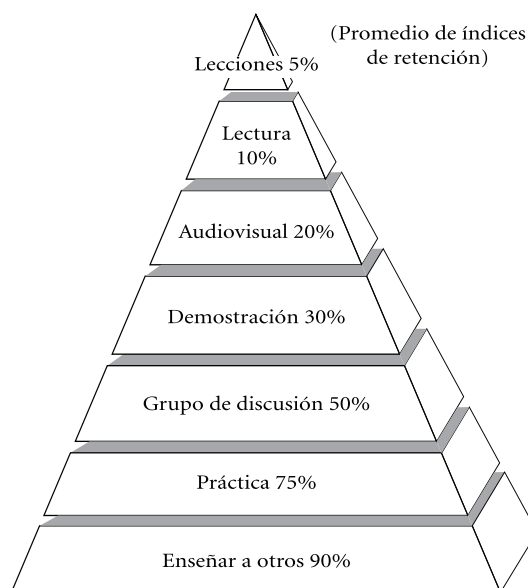 (Promedio de índices
de retención)
Lecciones 5%
Lectura
10%
Audiovisual 20%
Demostración 30%
Grupo de discusión 50%
Práctica 75%
Enseñar a otros 90%